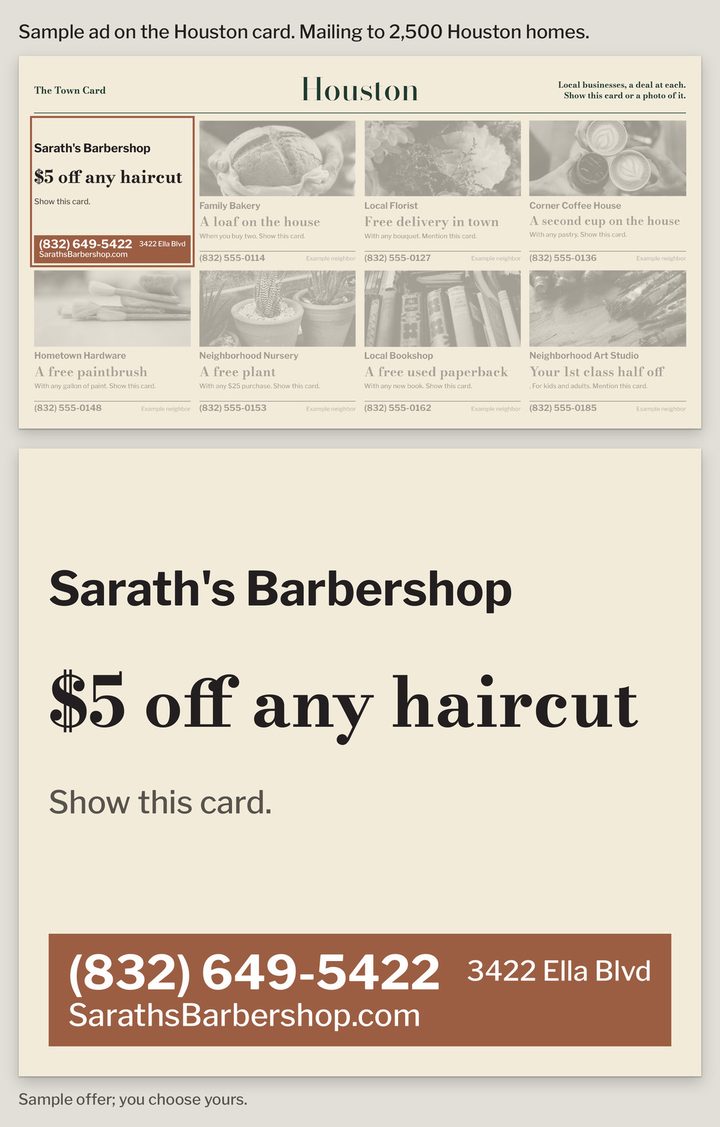 Sample ad on the Houston card. Mailing to 2,500 Houston homes.
The Town Card
Houston
Local businesses, a deal at each.
Show this card or a photo of it.
Sarath's Barbershop
$5 off any haircut
Show this card.
(832) 649-5422 3422 Ella Blvd
SarathsBarbershop.com
Family Bakery
A loaf on the house
When you buy two. Show this card.
(832) 555-0114 Example neighbor
Local Florist
Free delivery in town
With any bouquet. Mention this card.
(832) 555-0127 Example neighbor
Corner Coffee House
A second cup on the house
With any pastry. Show this card.
(832) 555-0136 Example neighbor
Hometown Hardware
A free paintbrush
With any gallon of paint. Show this card.
(832) 555-0148 Example neighbor
Neighborhood Nursery
A free plant
With any $25 purchase. Show this card.
(832) 555-0153 Example neighbor
Local Bookshop
A free used paperback
With any new book. Show this card.
(832) 555-0162 Example neighbor
Neighborhood Art Studio
Your 1st class half off
For kids and adults. Mention this card.
(832) 555-0185 Example neighbor
Sarath's Barbershop
$5 off any haircut
Show this card.
(832) 649-5422 3422 Ella Blvd
SarathsBarbershop.com
Sample offer; you choose yours.